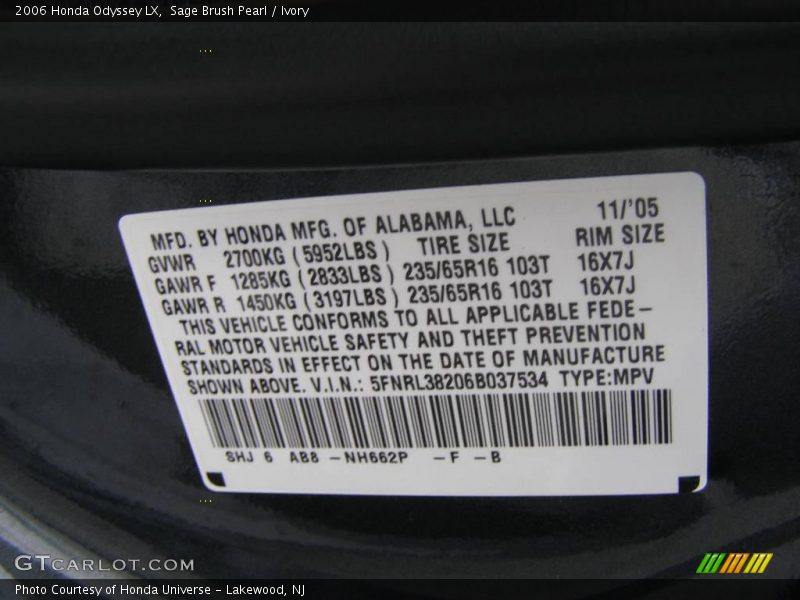 2006 Honda Odyssey LX,  Sage Brush Pearl / Ivory
MFD. BY HONDA MFG. OF ALABAMA, LLC 11/'05
GVWR 2700KG (5952LBS) TIRE SIZE RIM SIZE
GAWR F 1285KG (2833LBS) 235/65R16 103T 16X7J
GAWR R 1450KG (3197LBS) 235/65R16 103T 16X7J
THIS VEHICLE CONFORMS TO ALL APPLICABLE FEDE-
RAL MOTOR VEHICLE SAFETY AND THEFT PREVENTION
STANDARDS IN EFFECT ON THE DATE OF MANUFACTURE
SHOWN ABOVE. V.I.N.: 5FNRL38206B037534 TYPE:MPV
SHJ 6 AB8 -NH662P -F -B
GTCARLOT.COM
Photo Courtesy of Honda Universe - Lakewood, NJ